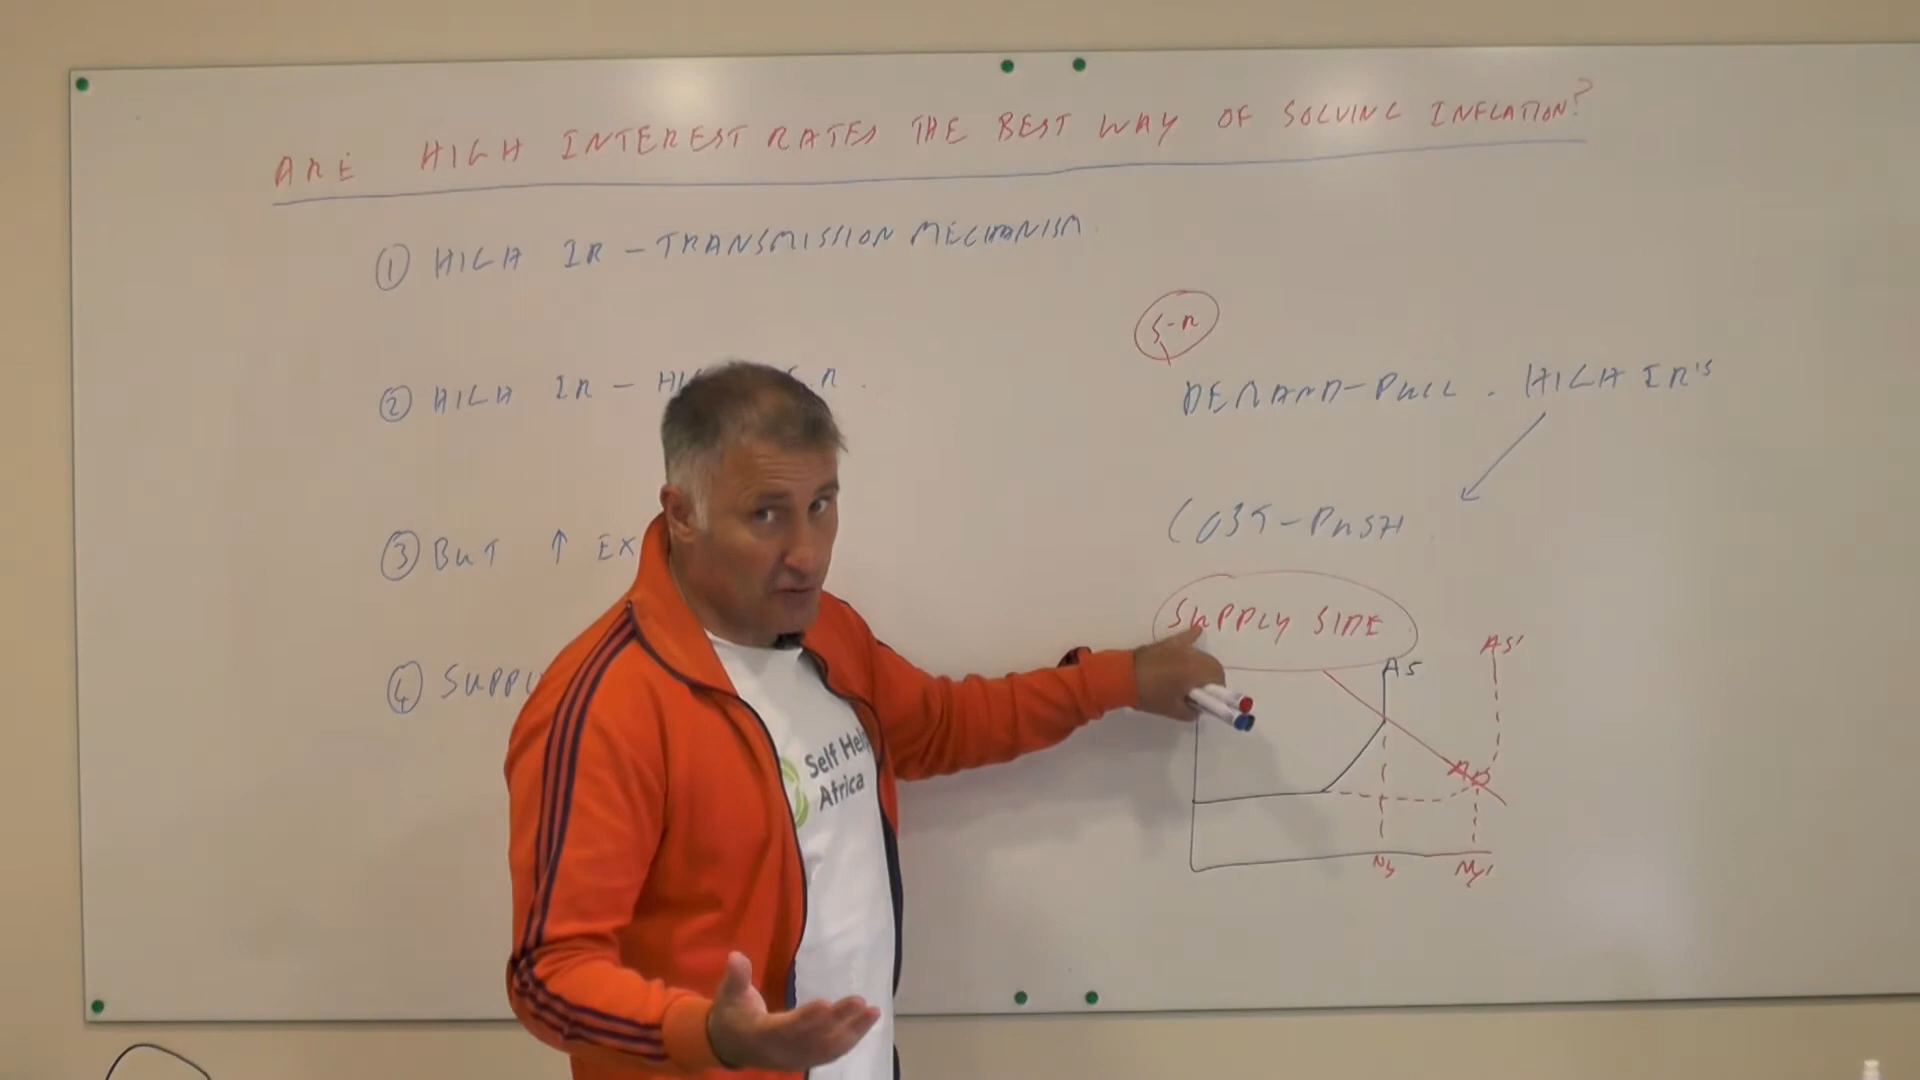 ARE HIGH INTEREST RATES THE BEST WAY OF SOLVING INFLATION?
① HIGH IR - TRANSMISSION MECHANISM.
② HIGH IR -
③ BUT ↑ EX
④ SUPPLY
S-R
DEMAND-PULL . HIGH IR'S
COST-PUSH
SUPPLY SIDE
AS
AS'
AD
Ny
Ny'
Self Help
Africa